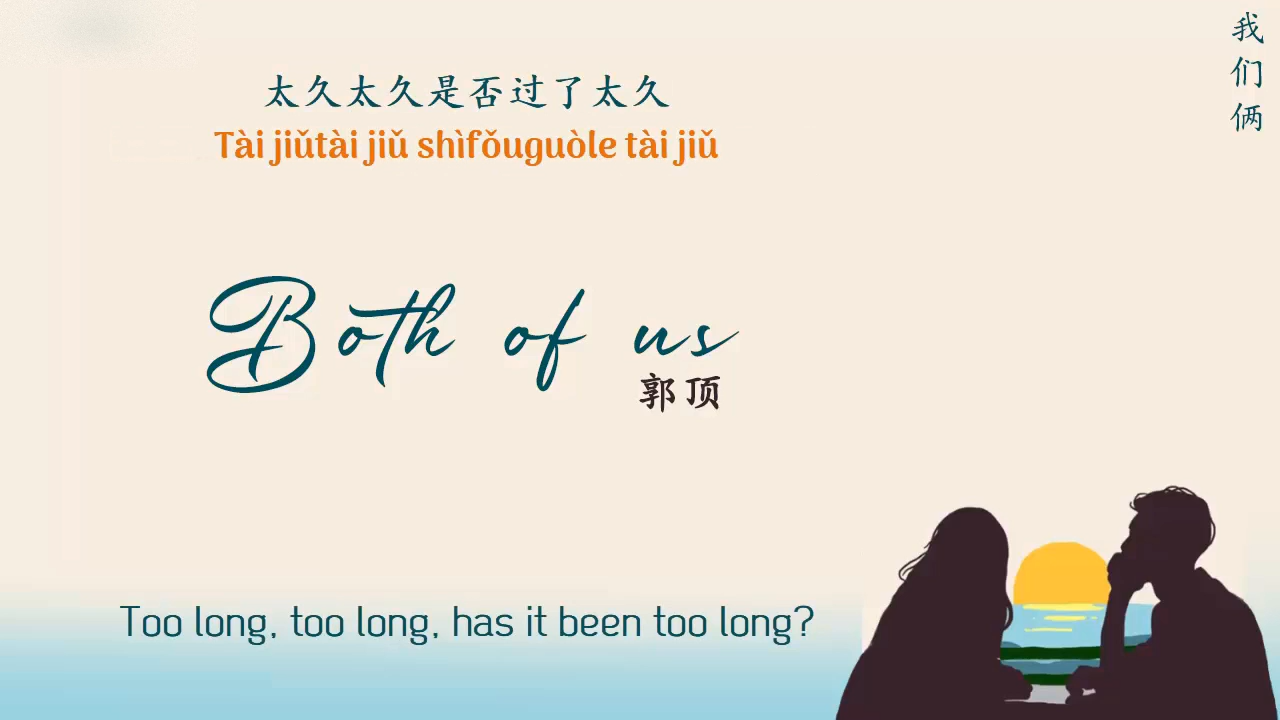 太久太久是否过了太久
Tài jiǔtài jiǔ shìfǒuguòle tài jiǔ
Both of us
郭顶
Too long, too long, has it been too long?
我们俩